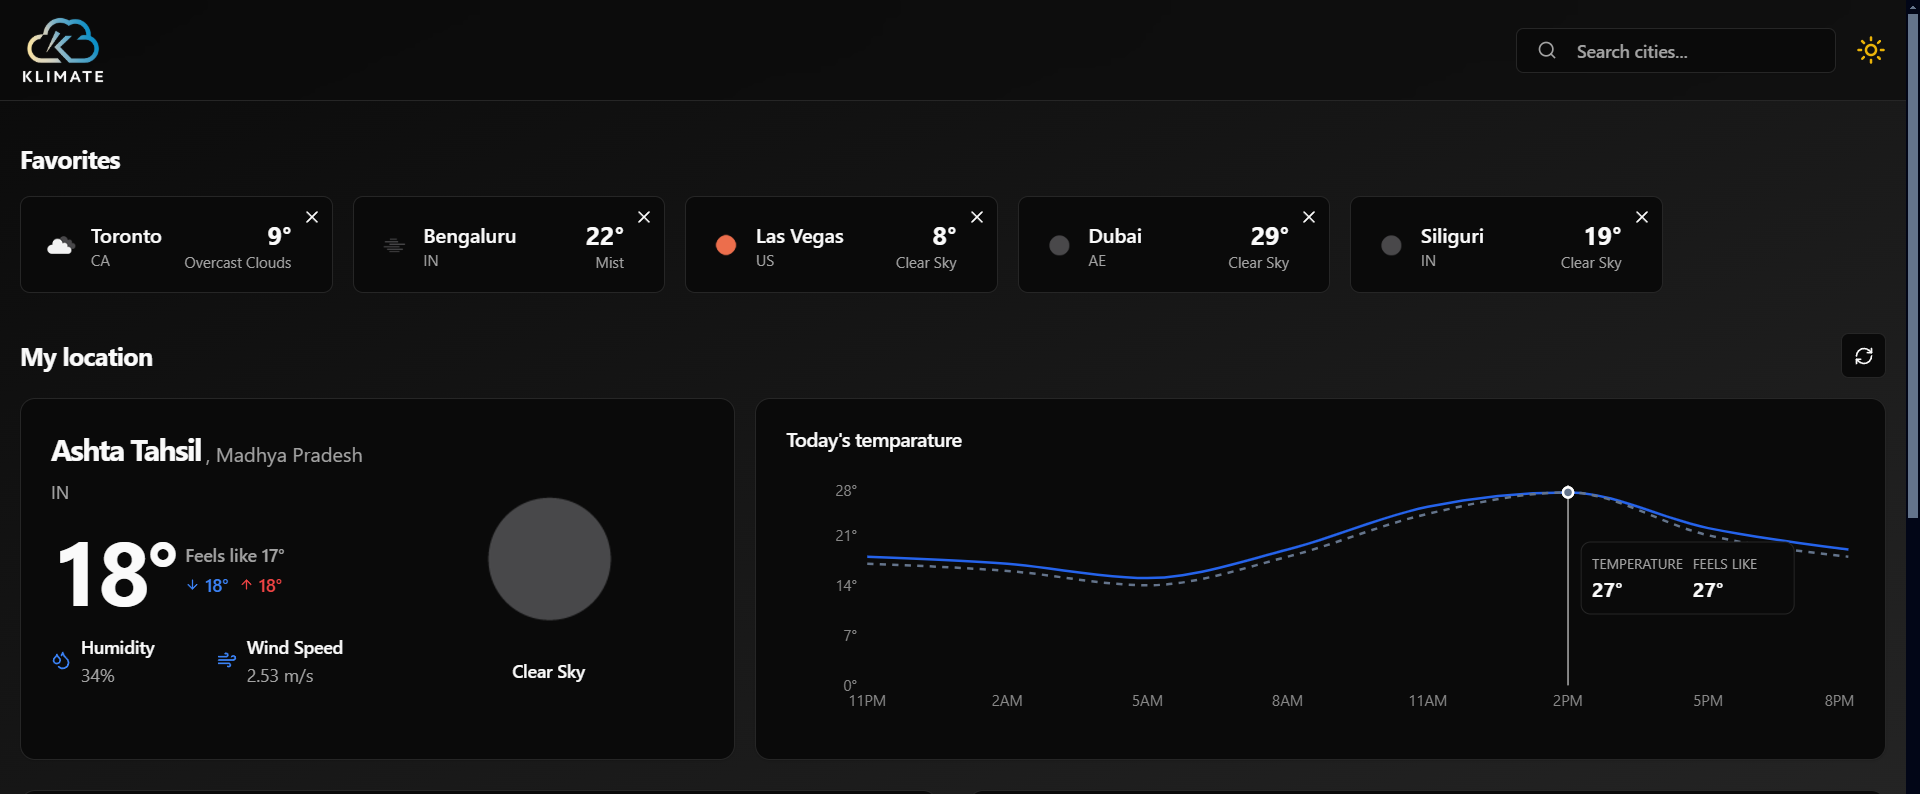 KLIMATE
Search cities...
Favorites
Toronto 9°
CA Overcast Clouds
Bengaluru 22°
IN Mist
Las Vegas 8°
US Clear Sky
Dubai 29°
AE Clear Sky
Siliguri 19°
IN Clear Sky
My location
Ashta Tahsil , Madhya Pradesh
IN
18° Feels like 17°
↓ 18° ↑ 18°
Humidity
34%
Wind Speed
2.53 m/s
Clear Sky
Today's temparature
28°
21°
14°
7°
0°
11PM 2AM 5AM 8AM 11AM 2PM 5PM 8PM
TEMPERATURE FEELS LIKE
27° 27°